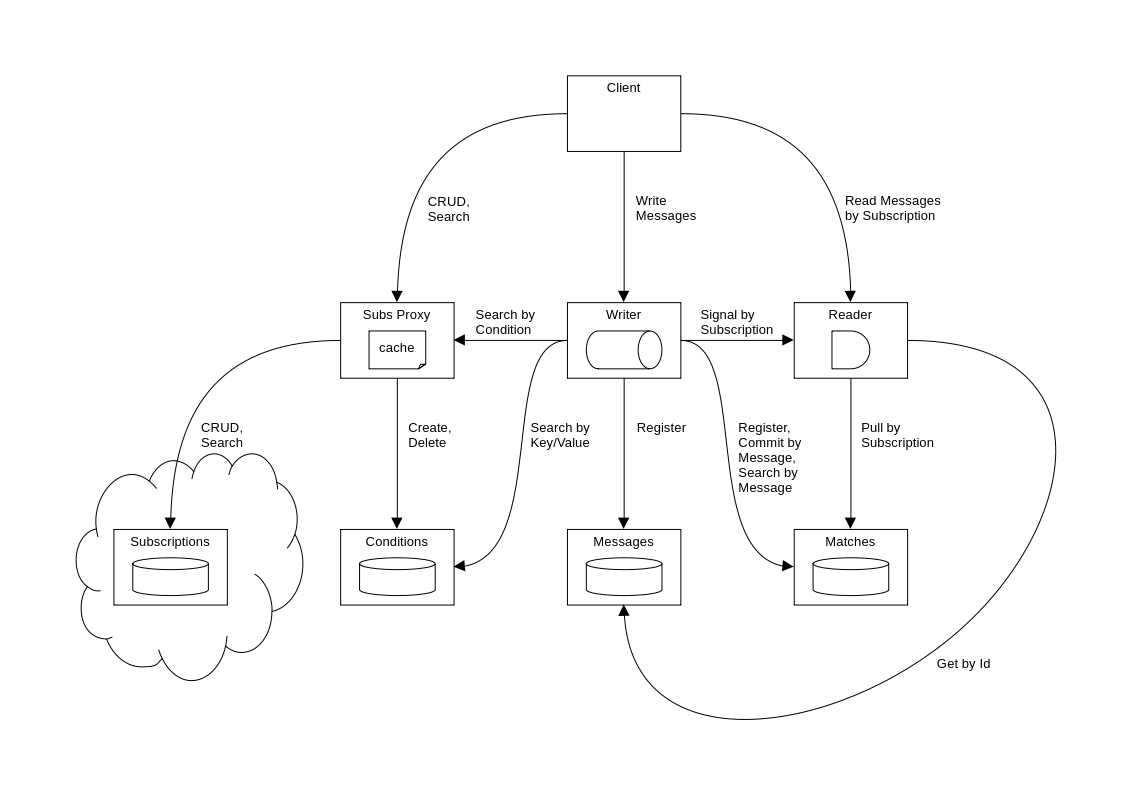 Client
CRUD,
Search
Write
Messages
Read Messages
by Subscription
Subs Proxy
cache
Search by
Condition
Writer
Signal by
Subscription
Reader
CRUD,
Search
Create,
Delete
Search by
Key/Value
Register
Register,
Commit by
Message,
Search by
Message
Pull by
Subscription
Subscriptions
Conditions
Messages
Matches
Get by Id